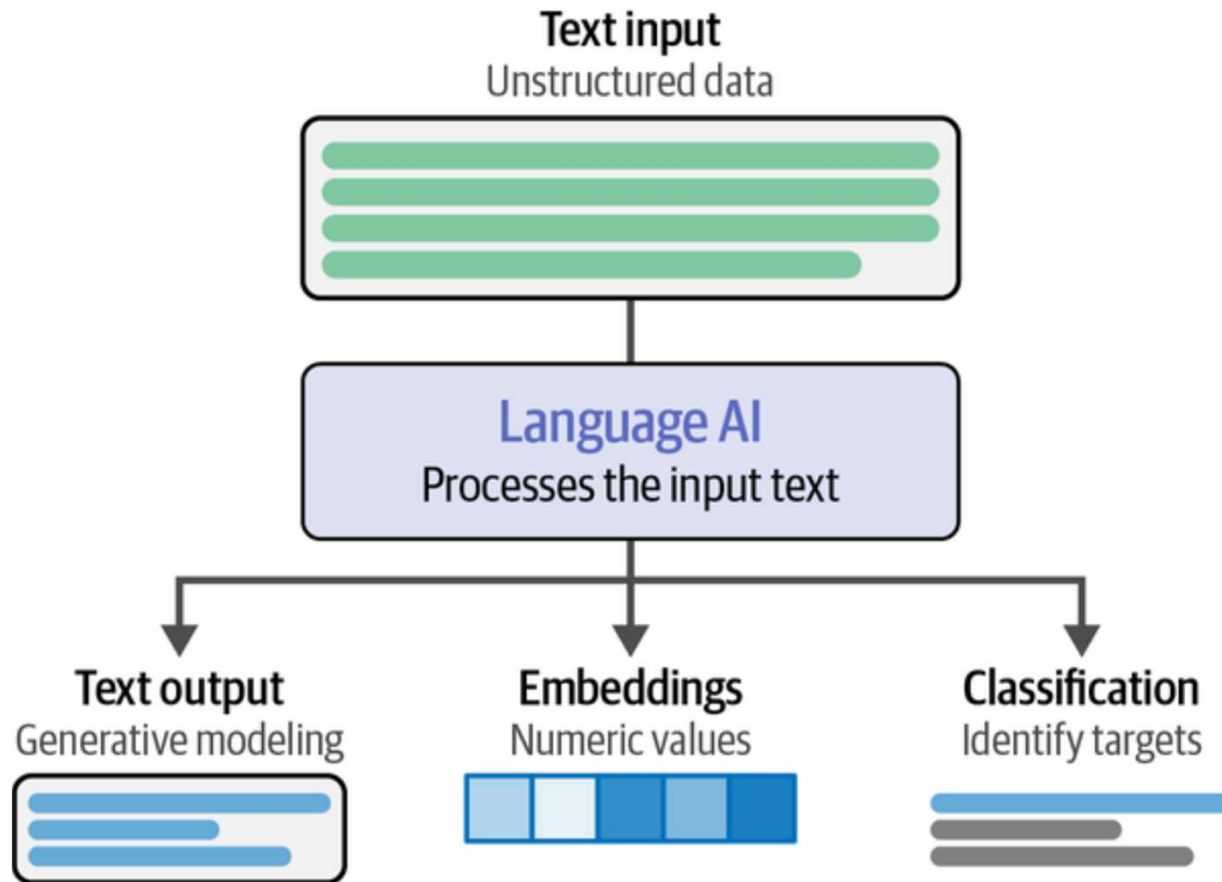 Text input
Unstructured data
Language AI
Processes the input text
Text output
Generative modeling
Embeddings
Numeric values
Classification
Identify targets